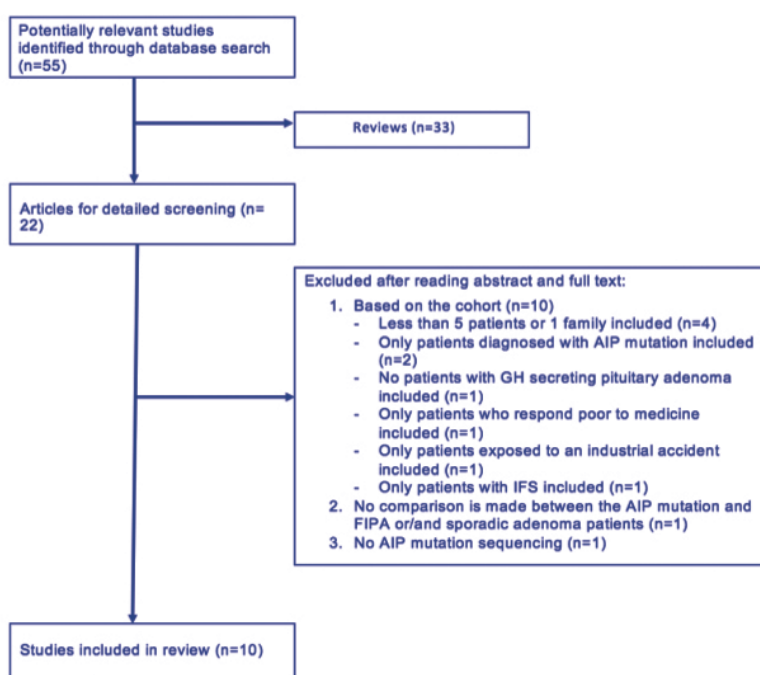 Potentially relevant studies
identified through database search
(n=55)
Reviews (n=33)
Articles for detailed screening (n=
22)
Excluded after reading abstract and full text:
1. Based on the cohort (n=10)
- Less than 5 patients or 1 family included (n=4)
- Only patients diagnosed with AIP mutation included
(n=2)
- No patients with GH secreting pituitary adenoma
included (n=1)
- Only patients who respond poor to medicine
included (n=1)
- Only patients exposed to an industrial accident
included (n=1)
- Only patients with IFS included (n=1)
2. No comparison is made between the AIP mutation and
FIPA or/and sporadic adenoma patients (n=1)
3. No AIP mutation sequencing (n=1)
Studies included in review (n=10)